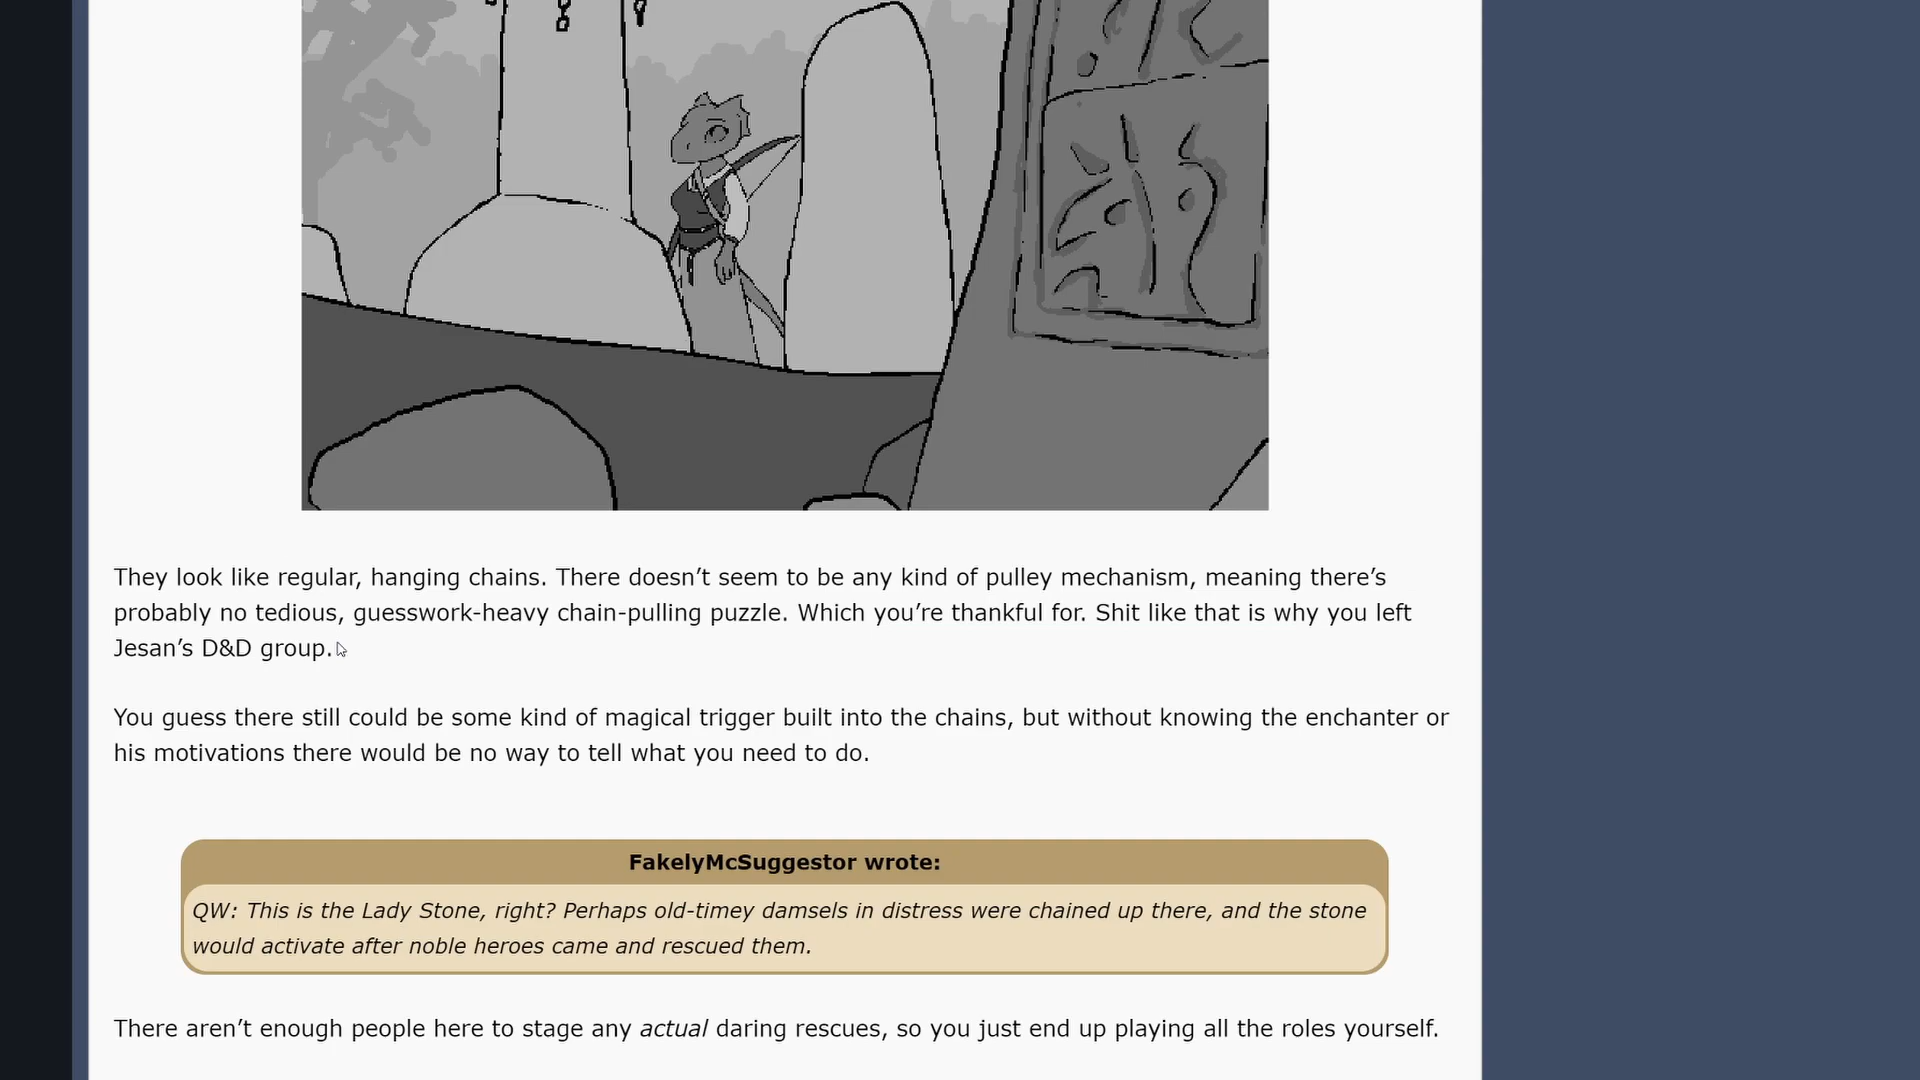 They look like regular, hanging chains. There doesn’t seem to be any kind of pulley mechanism, meaning there’s
probably no tedious, guesswork-heavy chain-pulling puzzle. Which you’re thankful for. Shit like that is why you left
Jesan’s D&D group.
You guess there still could be some kind of magical trigger built into the chains, but without knowing the enchanter or
his motivations there would be no way to tell what you need to do.
FakelyMcSuggestor wrote:
QW: This is the Lady Stone, right? Perhaps old-timey damsels in distress were chained up there, and the stone
would activate after noble heroes came and rescued them.
There aren’t enough people here to stage any actual daring rescues, so you just end up playing all the roles yourself.